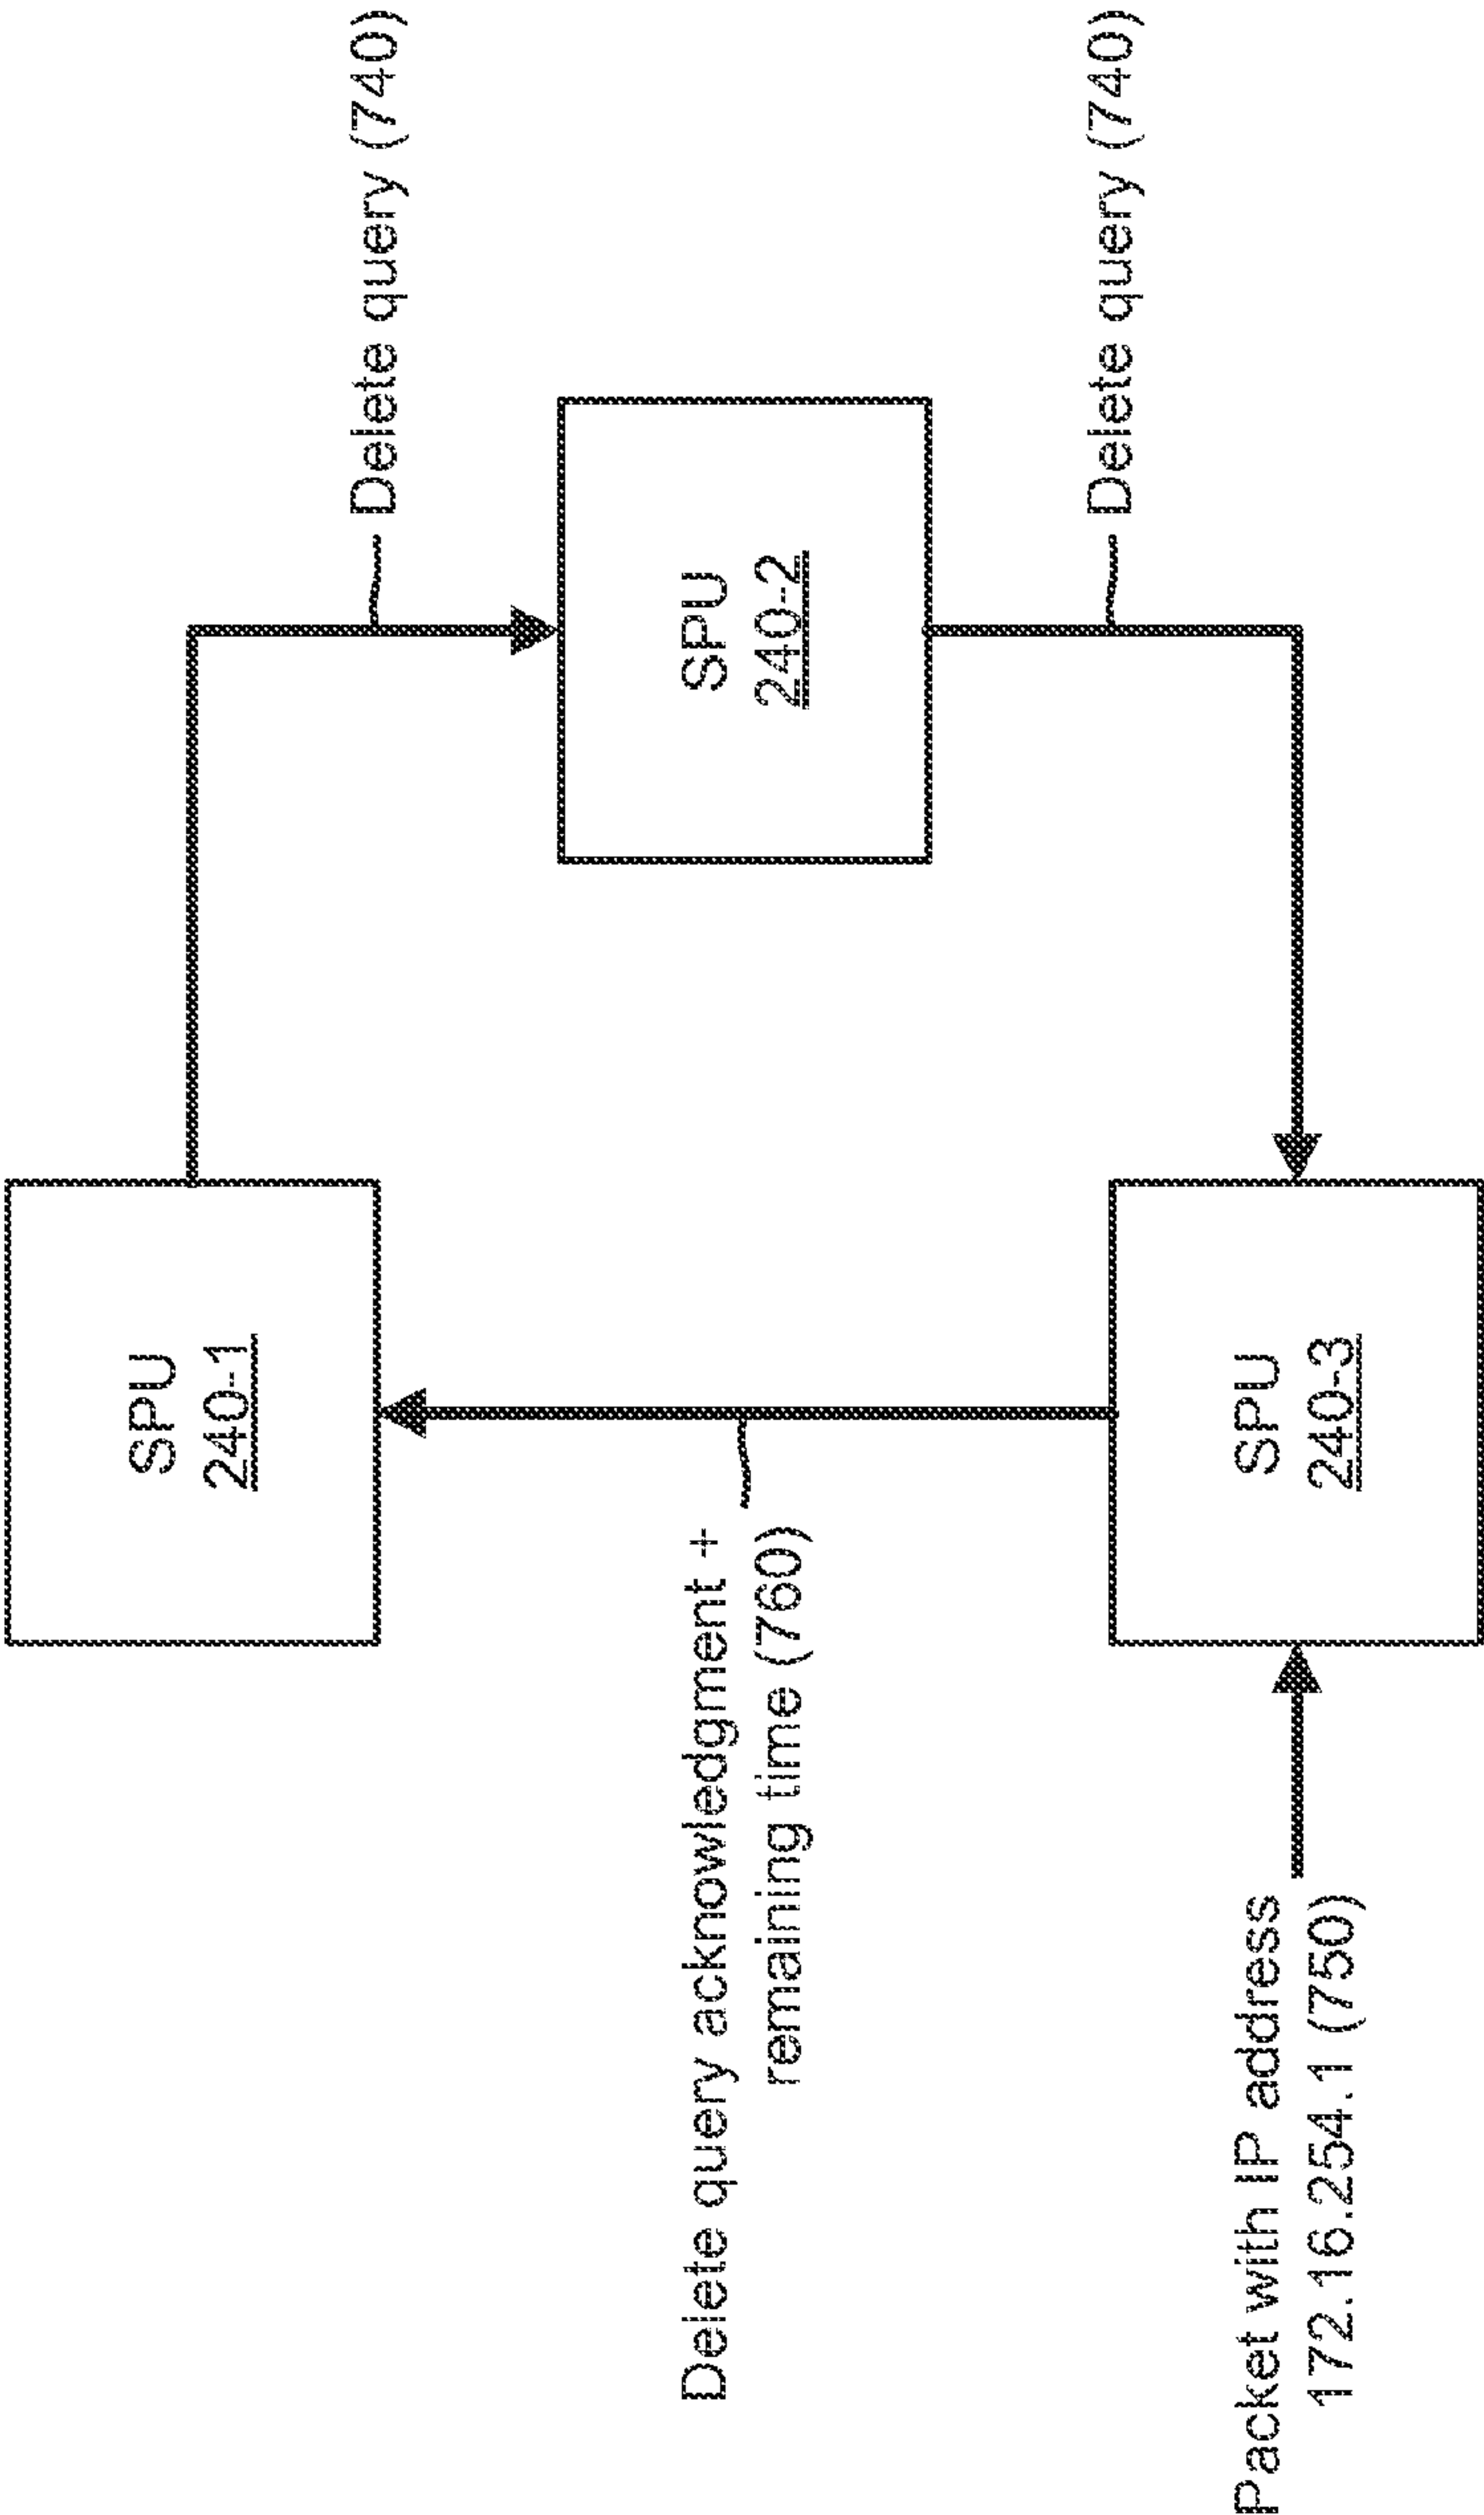 SPU
240-1
Delete query (740)
SPU
240-2
Delete query acknowledgment +
remaining time (760)
Delete query (740)
SPU
240-3
Packet with IP address
172.16.254.1 (750)